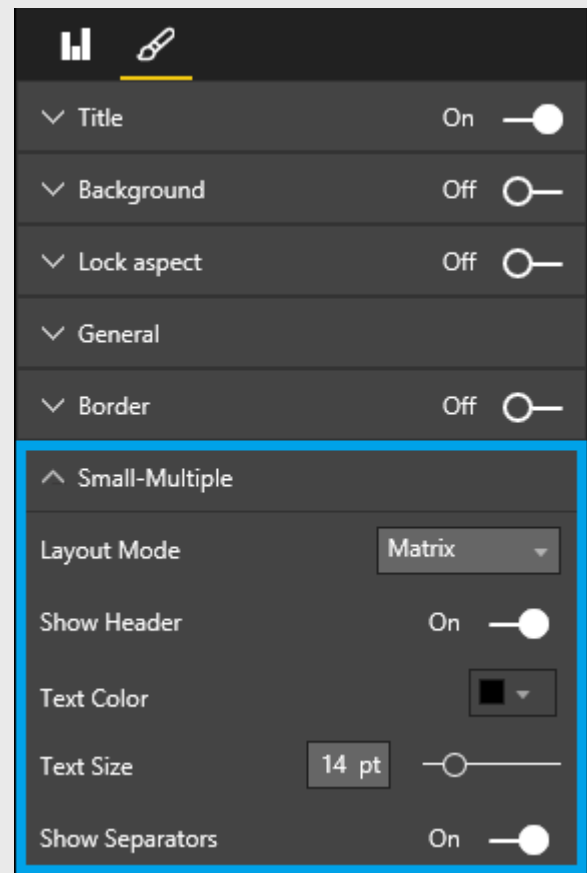 Title On
Background Off
Lock aspect Off
General
Border Off
Small-Multiple
Layout Mode Matrix
Show Header On
Text Color
Text Size 14 pt
Show Separators On